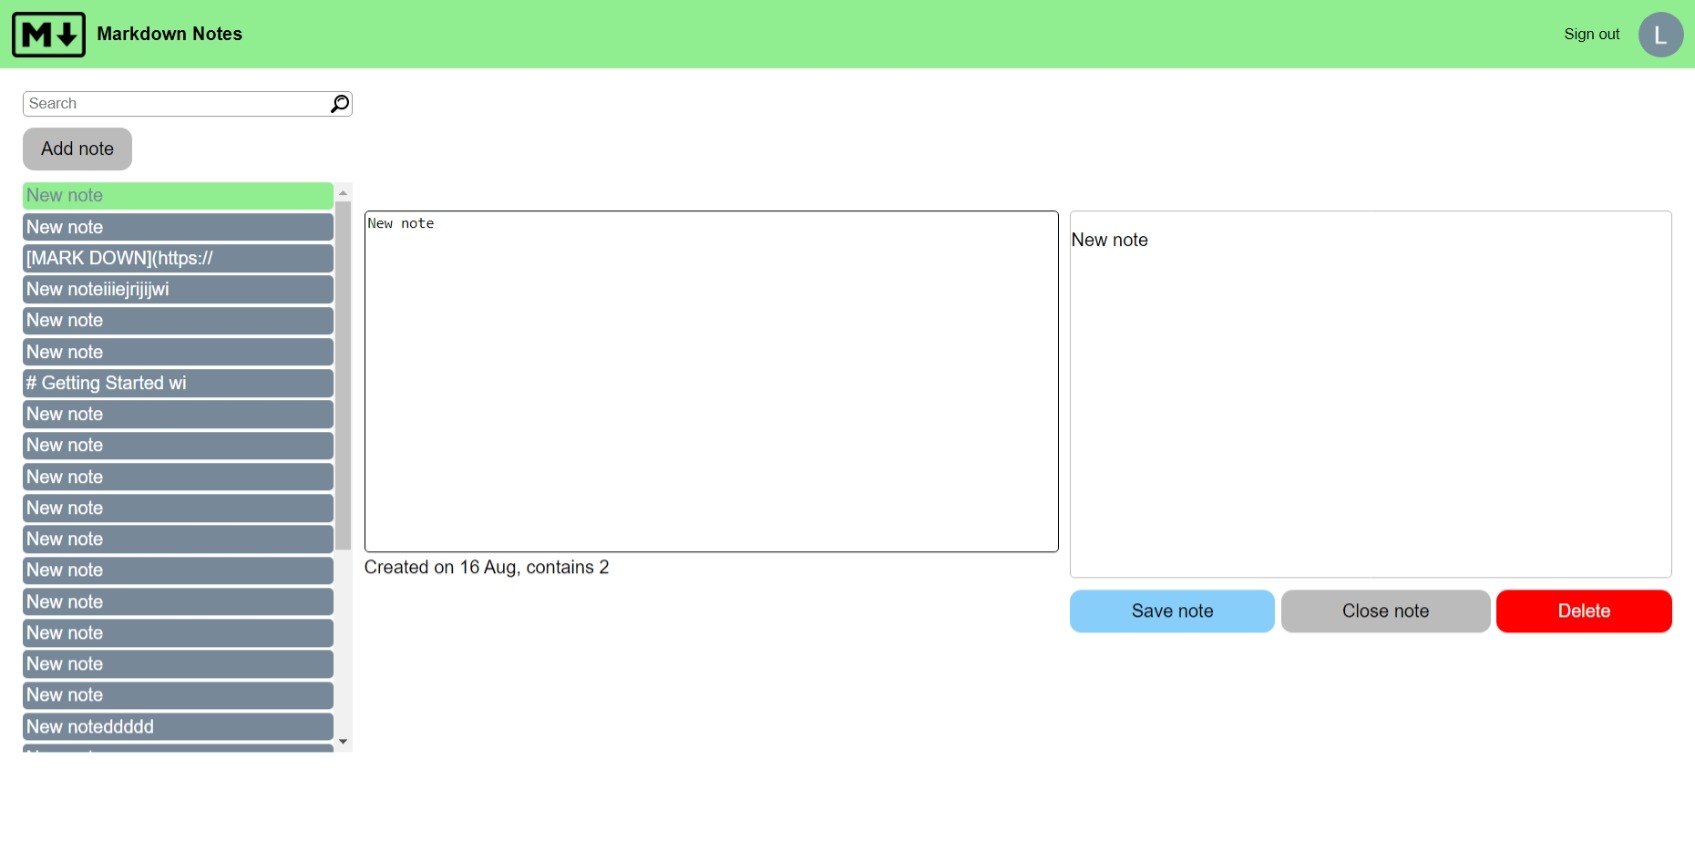 M Markdown Notes
Sign out
L
Search
Add note
New note
New note
[MARK DOWN](https://
New noteiiiejrijijwi
New note
New note
# Getting Started wi
New note
New note
New note
New note
New note
New note
New note
New note
New note
New note
New noteddddd
New note
New note
Created on 16 Aug, contains 2
Save note
Close note
Delete